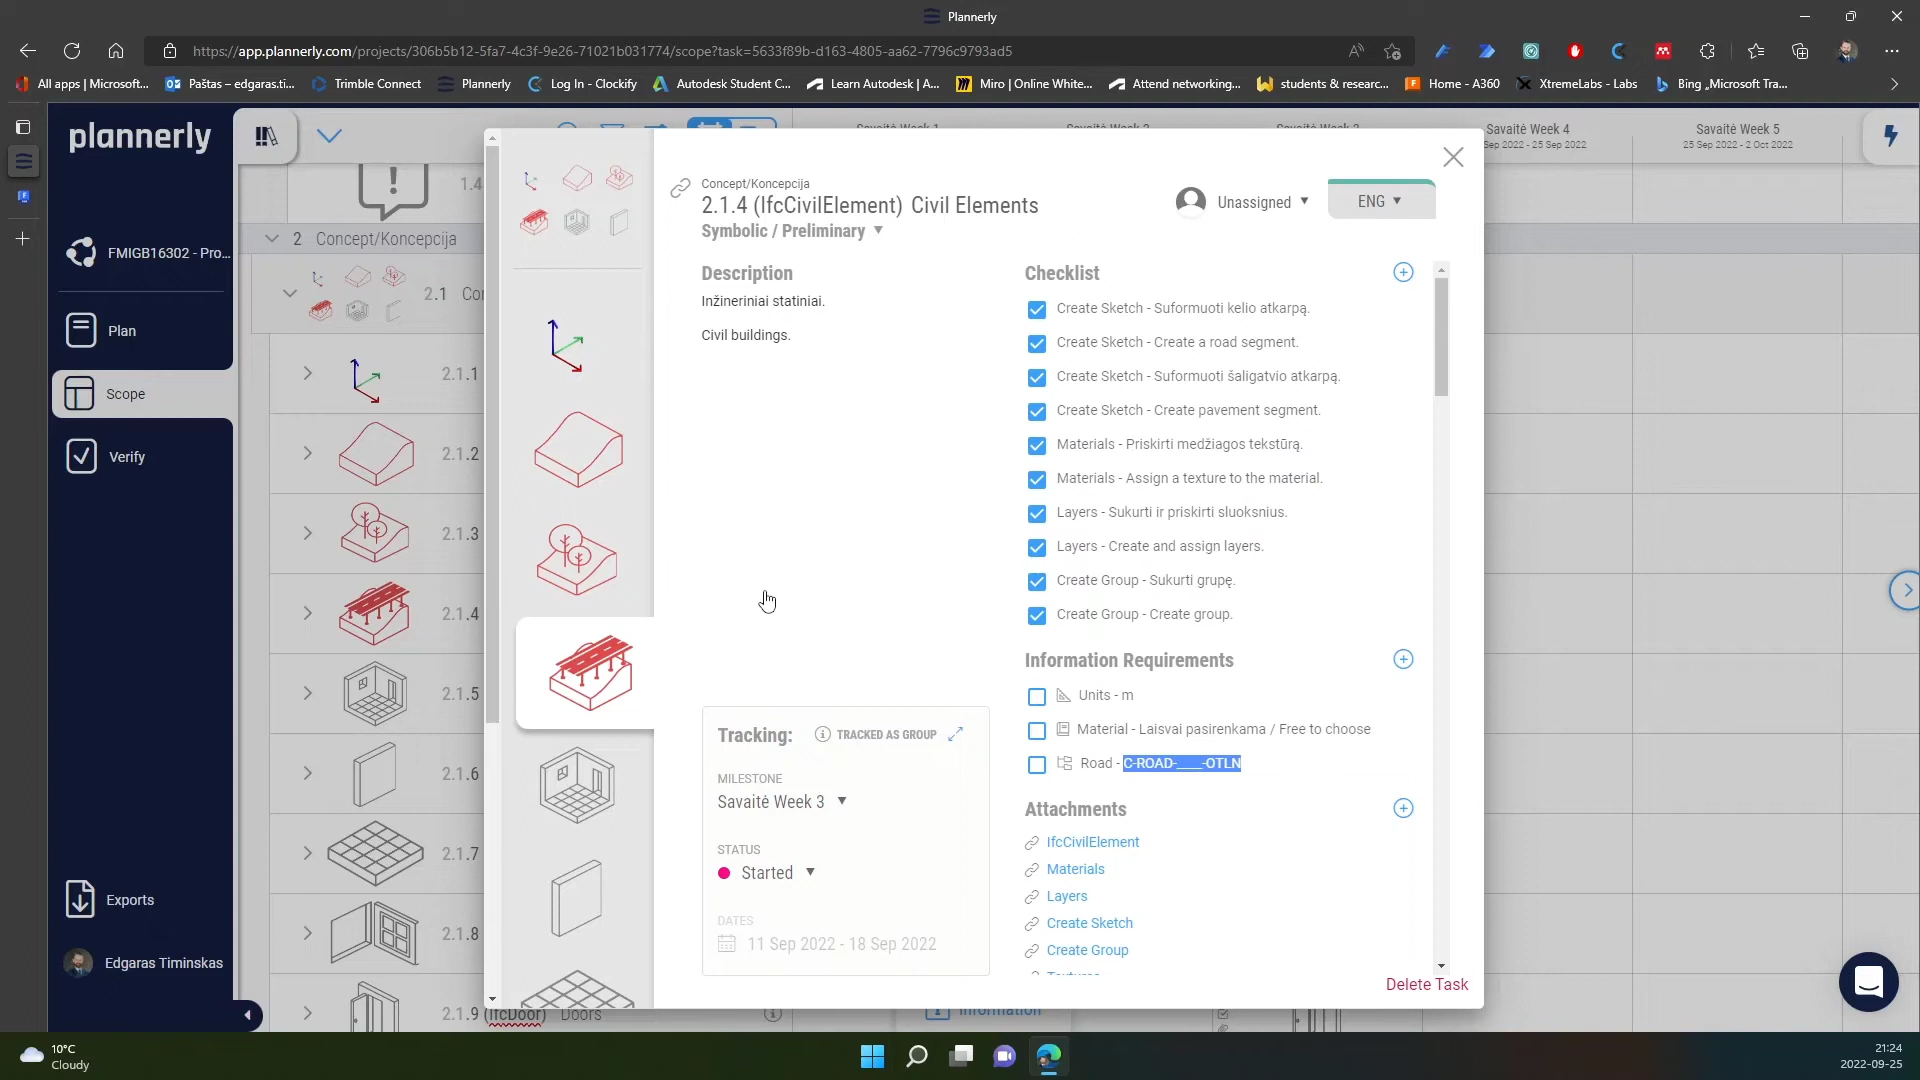 Plannerly
https://app.plannerly.com/projects/306b5b12-5fa7-4c3f-9e26-71021b031774/scope?task=5633f89b-d163-4805-aa62-7796c9793ad5
All apps | Microsoft...
Paštas – edgaras.ti...
Trimble Connect
Plannerly
Log In - Clockify
Autodesk Student C...
Learn Autodesk | A...
Miro | Online White...
Attend networking...
students & researc...
Home - A360
XtremeLabs - Labs
Bing „Microsoft Tra...
plannerly
FMIGB16302 - Pro...
Plan
Scope
Verify
Exports
Edgaras Timinskas
1.4
2 Concept/Koncepcija
2.1 Co
2.1.1
2.1.2
2.1.3
2.1.4
2.1.5
2.1.6
2.1.7
2.1.8
2.1.9 (IfcDoor) Doors
Savaitė Week 4
Sep 2022 - 25 Sep 2022
Savaitė Week 5
25 Sep 2022 - 2 Oct 2022
Concept/Koncepcija
2.1.4 (IfcCivilElement) Civil Elements
Symbolic / Preliminary
Unassigned
ENG
Description
Inžineriniai statiniai.
Civil buildings.
Checklist
Create Sketch - Suformuoti kelio atkarpą.
Create Sketch - Create a road segment.
Create Sketch - Suformuoti šaligatvio atkarpą.
Create Sketch - Create pavement segment.
Materials - Priskirti medžiagos tekstūrą.
Materials - Assign a texture to the material.
Layers - Sukurti ir priskirti sluoksnius.
Layers - Create and assign layers.
Create Group - Sukurti grupę.
Create Group - Create group.
Information Requirements
Units - m
Material - Laisvai pasirenkama / Free to choose
Road - C-ROAD-____-OTLN
Attachments
IfcCivilElement
Materials
Layers
Create Sketch
Create Group
Tracking:
TRACKED AS GROUP
MILESTONE
Savaitė Week 3
STATUS
Started
DATES
11 Sep 2022 - 18 Sep 2022
Delete Task
10°C
Cloudy
21:24
2022-09-25